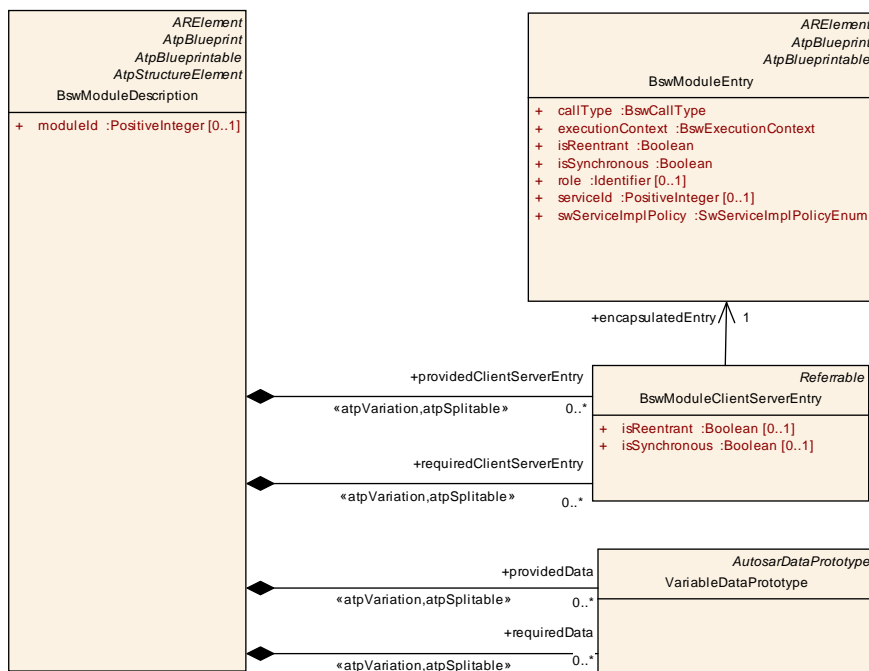 ARElement
AtpBlueprint
AtpBlueprintable
AtpStructureElement
BswModuleDescription
+ moduleId :PositiveInteger [0..1]
ARElement
AtpBlueprint
AtpBlueprintable
BswModuleEntry
+ callType :BswCallType
+ executionContext :BswExecutionContext
+ isReentrant :Boolean
+ isSynchronous :Boolean
+ role :Identifier [0..1]
+ serviceId :PositiveInteger [0..1]
+ swServiceImplPolicy :SwServiceImplPolicyEnum
+encapsulatedEntry 1
+providedClientServerEntry
«atpVariation,atpSplitable» 0..*
Referrable
BswModuleClientServerEntry
+ isReentrant :Boolean [0..1]
+ isSynchronous :Boolean [0..1]
+requiredClientServerEntry
«atpVariation,atpSplitable» 0..*
+providedData
«atpVariation,atpSplitable» 0..*
AutosarDataPrototype
VariableDataPrototype
+requiredData
«atpVariation,atpSplitable» 0..*